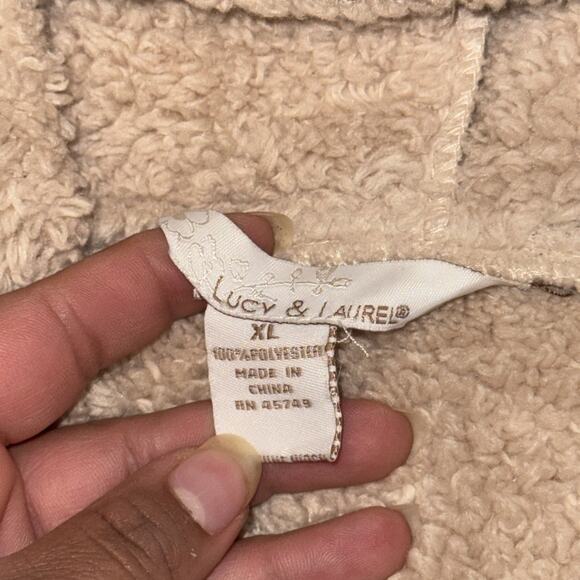 LUCY & LAUREL®
XL
100%POLYESTER
MADE IN
CHINA
RN 45749